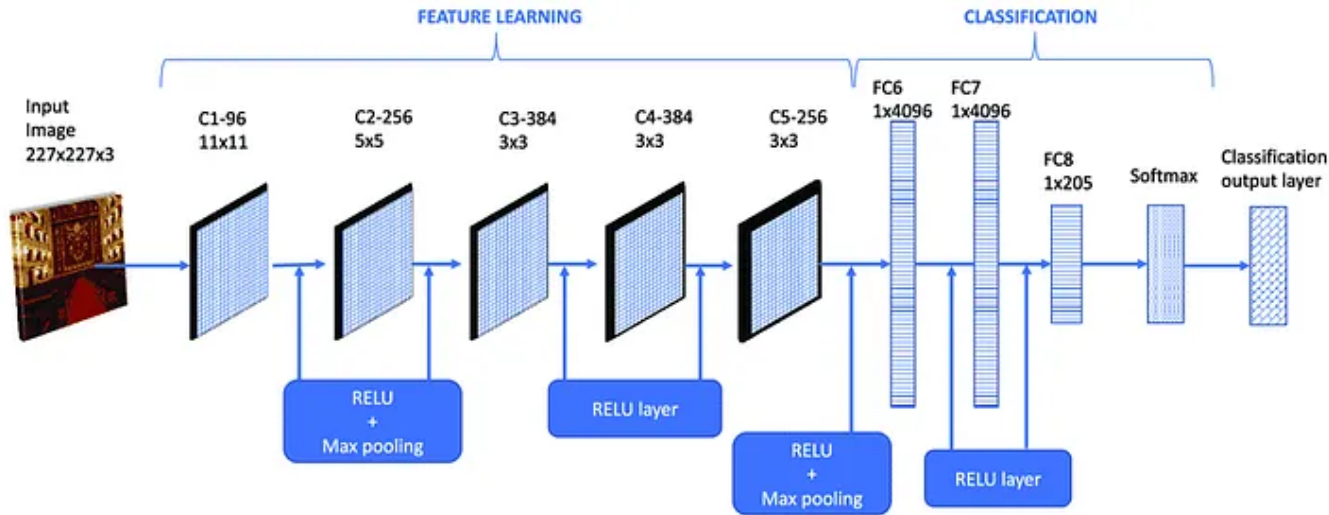 FEATURE LEARNING
CLASSIFICATION
Input
Image
227x227x3
C1-96
11x11
C2-256
5x5
C3-384
3x3
C4-384
3x3
C5-256
3x3
FC6
1x4096
FC7
1x4096
FC8
1x205
Softmax
Classification
output layer
RELU
+
Max pooling
RELU layer
RELU
+
Max pooling
RELU layer